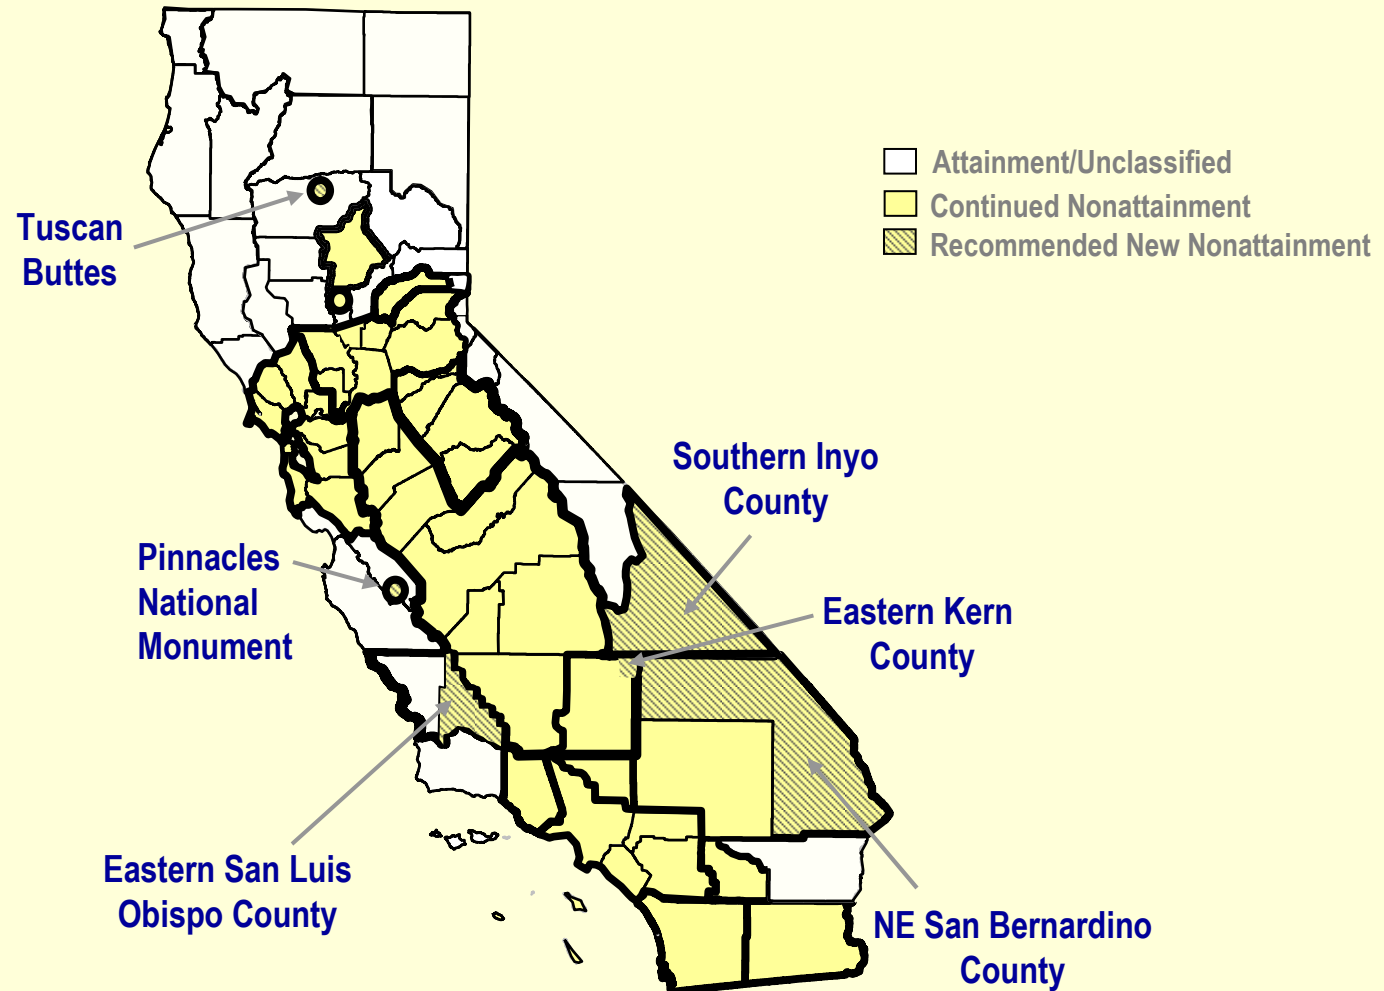 Attainment/Unclassified
Continued Nonattainment
Recommended New Nonattainment
Tuscan
Buttes
Southern Inyo
County
Pinnacles
National
Monument
Eastern Kern
County
Eastern San Luis
Obispo County
NE San Bernardino
County